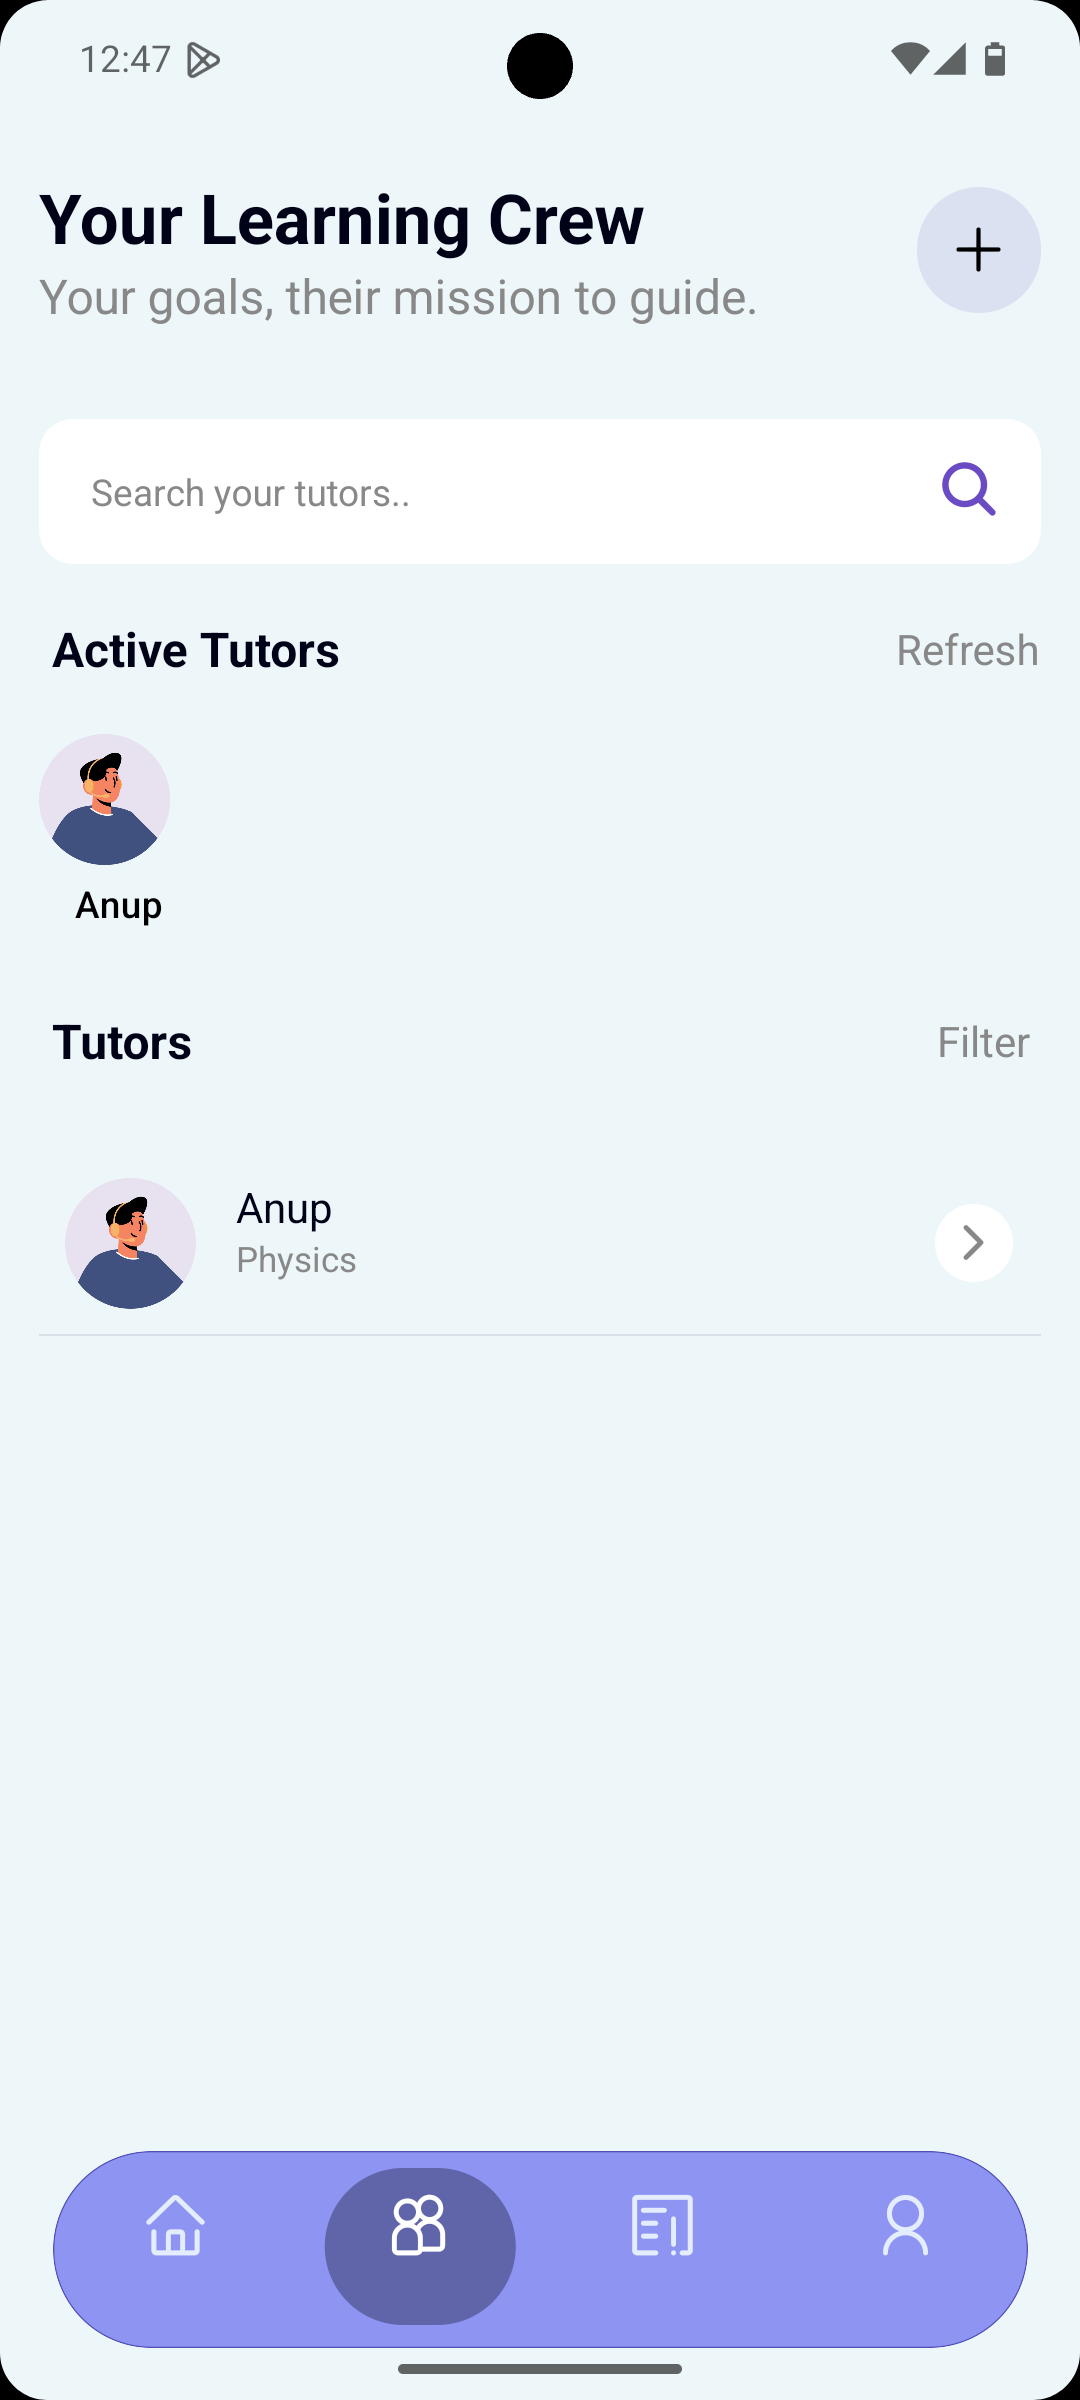 12:47
Your Learning Crew
Your goals, their mission to guide.
Search your tutors..
Active Tutors
Refresh
Anup
Tutors
Filter
Anup
Physics